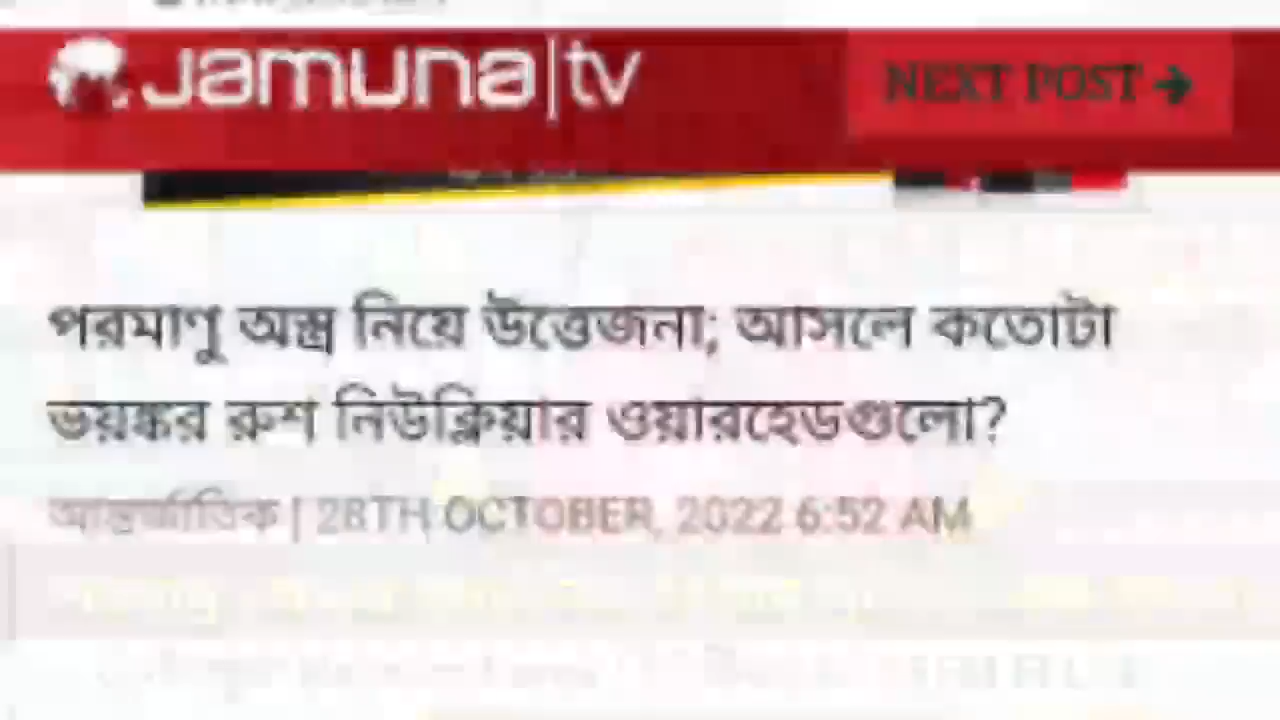 Jamuna|tv
NEXT POST →
পরমাণু অস্ত্র নিয়ে উত্তেজনা; আসলে কতোটা
ভয়ঙ্কর রুশ নিউক্লিয়ার ওয়ারহেডগুলো?
আন্তর্জাতিক | 28TH OCTOBER, 2022 6:52 AM